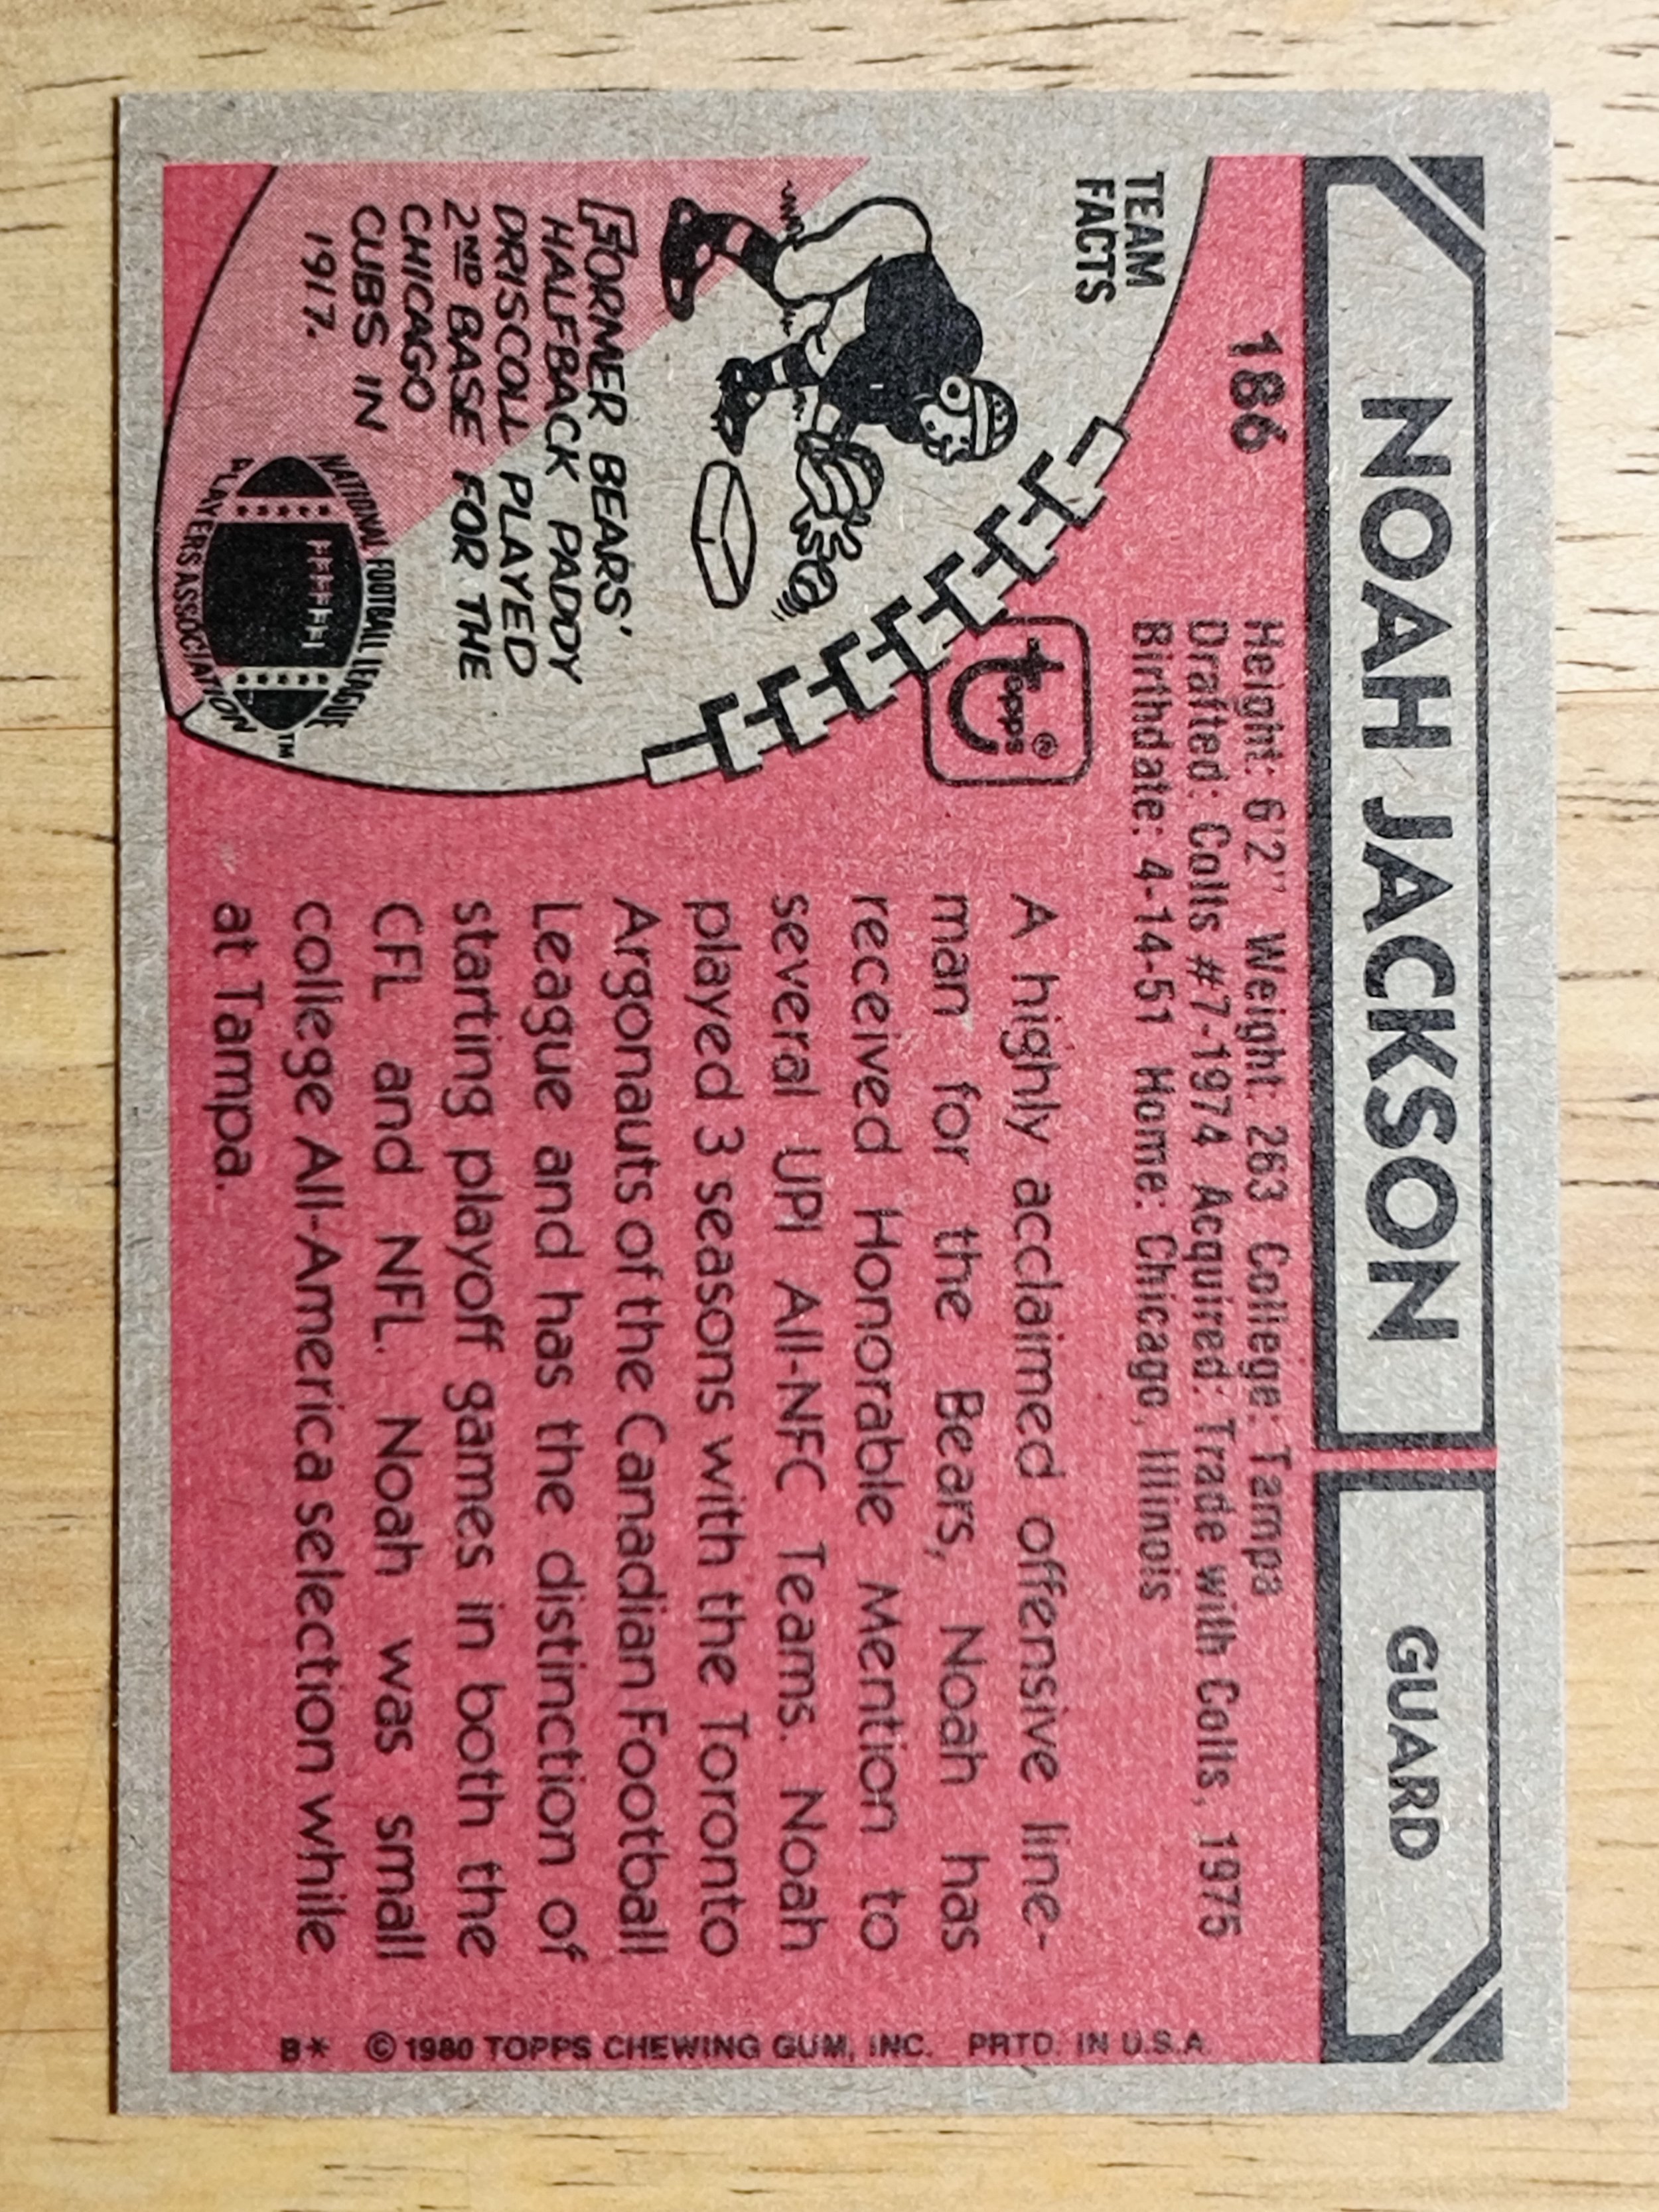 NOAH JACKSON
GUARD
186
Height: 6'2" Weight: 263 College: Tampa
Drafted: Colts #7-1974 Acquired: Trade with Colts, 1975
Birthdate: 4-14-51 Home: Chicago, Illinois
TEAM
FACTS
topps®
FORMER BEARS'
HALFBACK PADDY
DRISCOLL PLAYED
2ND BASE FOR THE
CHICAGO
CUBS IN
1917.
NATIONAL FOOTBALL LEAGUE
PLAYERS ASSOCIATION
TM
A highly acclaimed offensive line-
man for the Bears, Noah has
received Honorable Mention to
several UPI All-NFC Teams. Noah
played 3 seasons with the Toronto
Argonauts of the Canadian Football
League and has the distinction of
starting playoff games in both the
CFL and NFL. Noah was small
college All-America selection while
at Tampa.
B* © 1980 TOPPS CHEWING GUM, INC. PRTD. IN U.S.A.